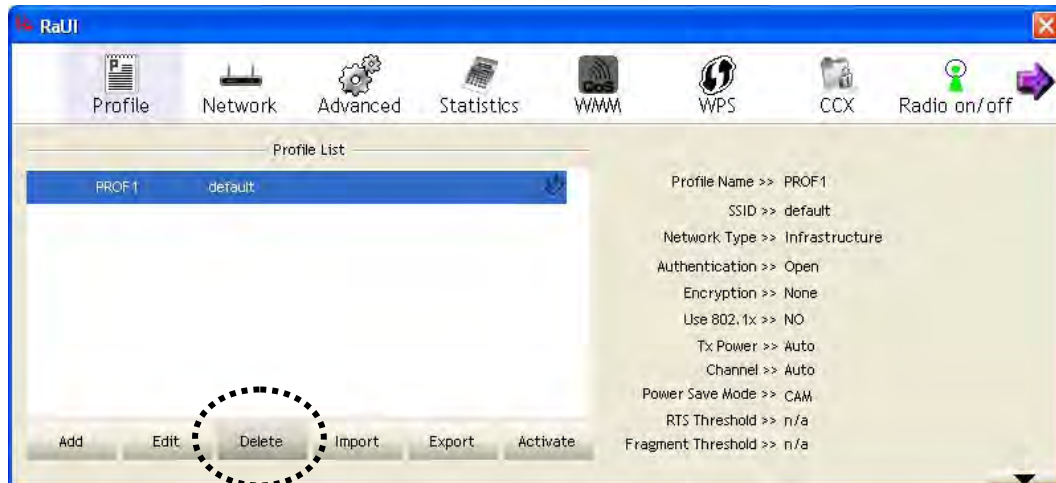 RaUI
Profile Network Advanced Statistics WMM WPS CCX Radio on/off
P
QoS
Profile List
PROF1 default
Profile Name >> PROF1
SSID >> default
Network Type >> Infrastructure
Authentication >> Open
Encryption >> None
Use 802.1x >> NO
Tx Power >> Auto
Channel >> Auto
Power Save Mode >> CAM
RTS Threshold >> n/a
Fragment Threshold >> n/a
Add Edit Delete Import Export Activate